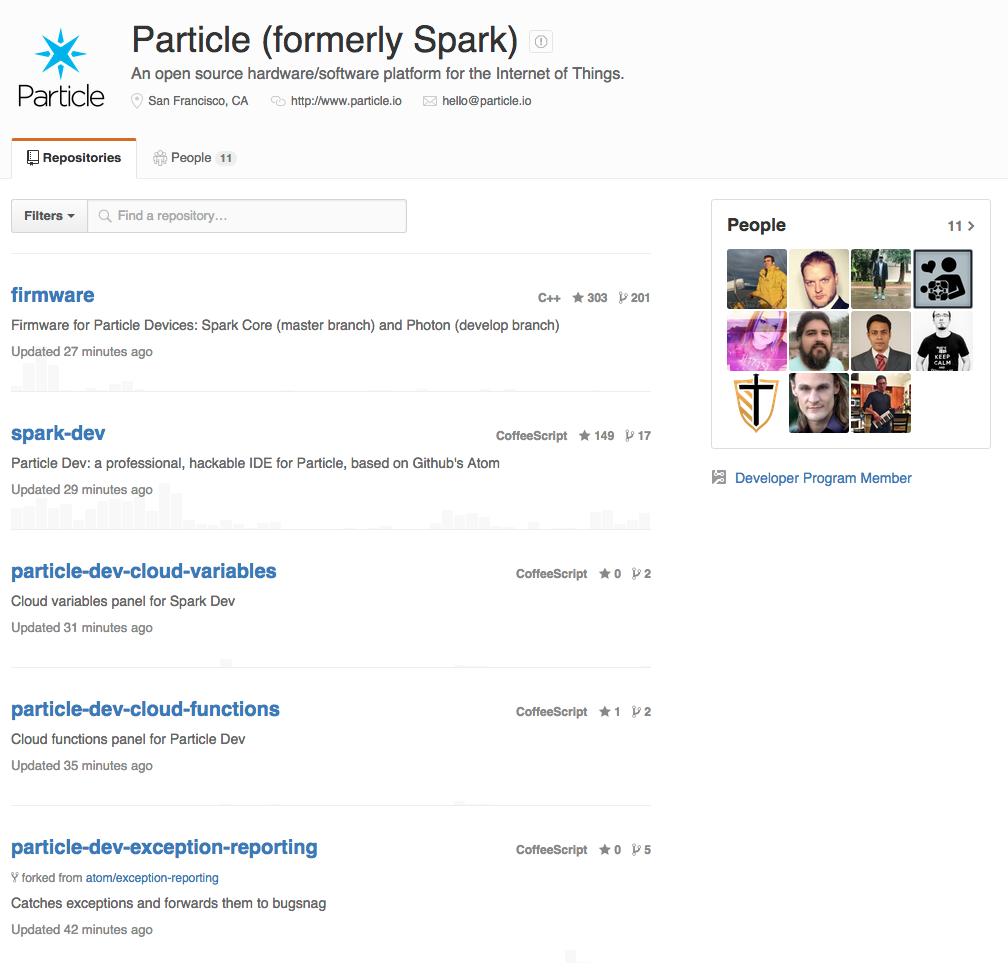 Particle
Particle (formerly Spark)
An open source hardware/software platform for the Internet of Things.
San Francisco, CA http://www.particle.io hello@particle.io
Repositories People 11
Filters Find a repository...
firmware C++ 303 201
Firmware for Particle Devices: Spark Core (master branch) and Photon (develop branch)
Updated 27 minutes ago
spark-dev CoffeeScript 149 17
Particle Dev: a professional, hackable IDE for Particle, based on Github's Atom
Updated 29 minutes ago
particle-dev-cloud-variables CoffeeScript 0 2
Cloud variables panel for Spark Dev
Updated 31 minutes ago
particle-dev-cloud-functions CoffeeScript 1 2
Cloud functions panel for Particle Dev
Updated 35 minutes ago
particle-dev-exception-reporting CoffeeScript 0 5
forked from atom/exception-reporting
Catches exceptions and forwards them to bugsnag
Updated 42 minutes ago
People 11
KEEP
CALM
Developer Program Member